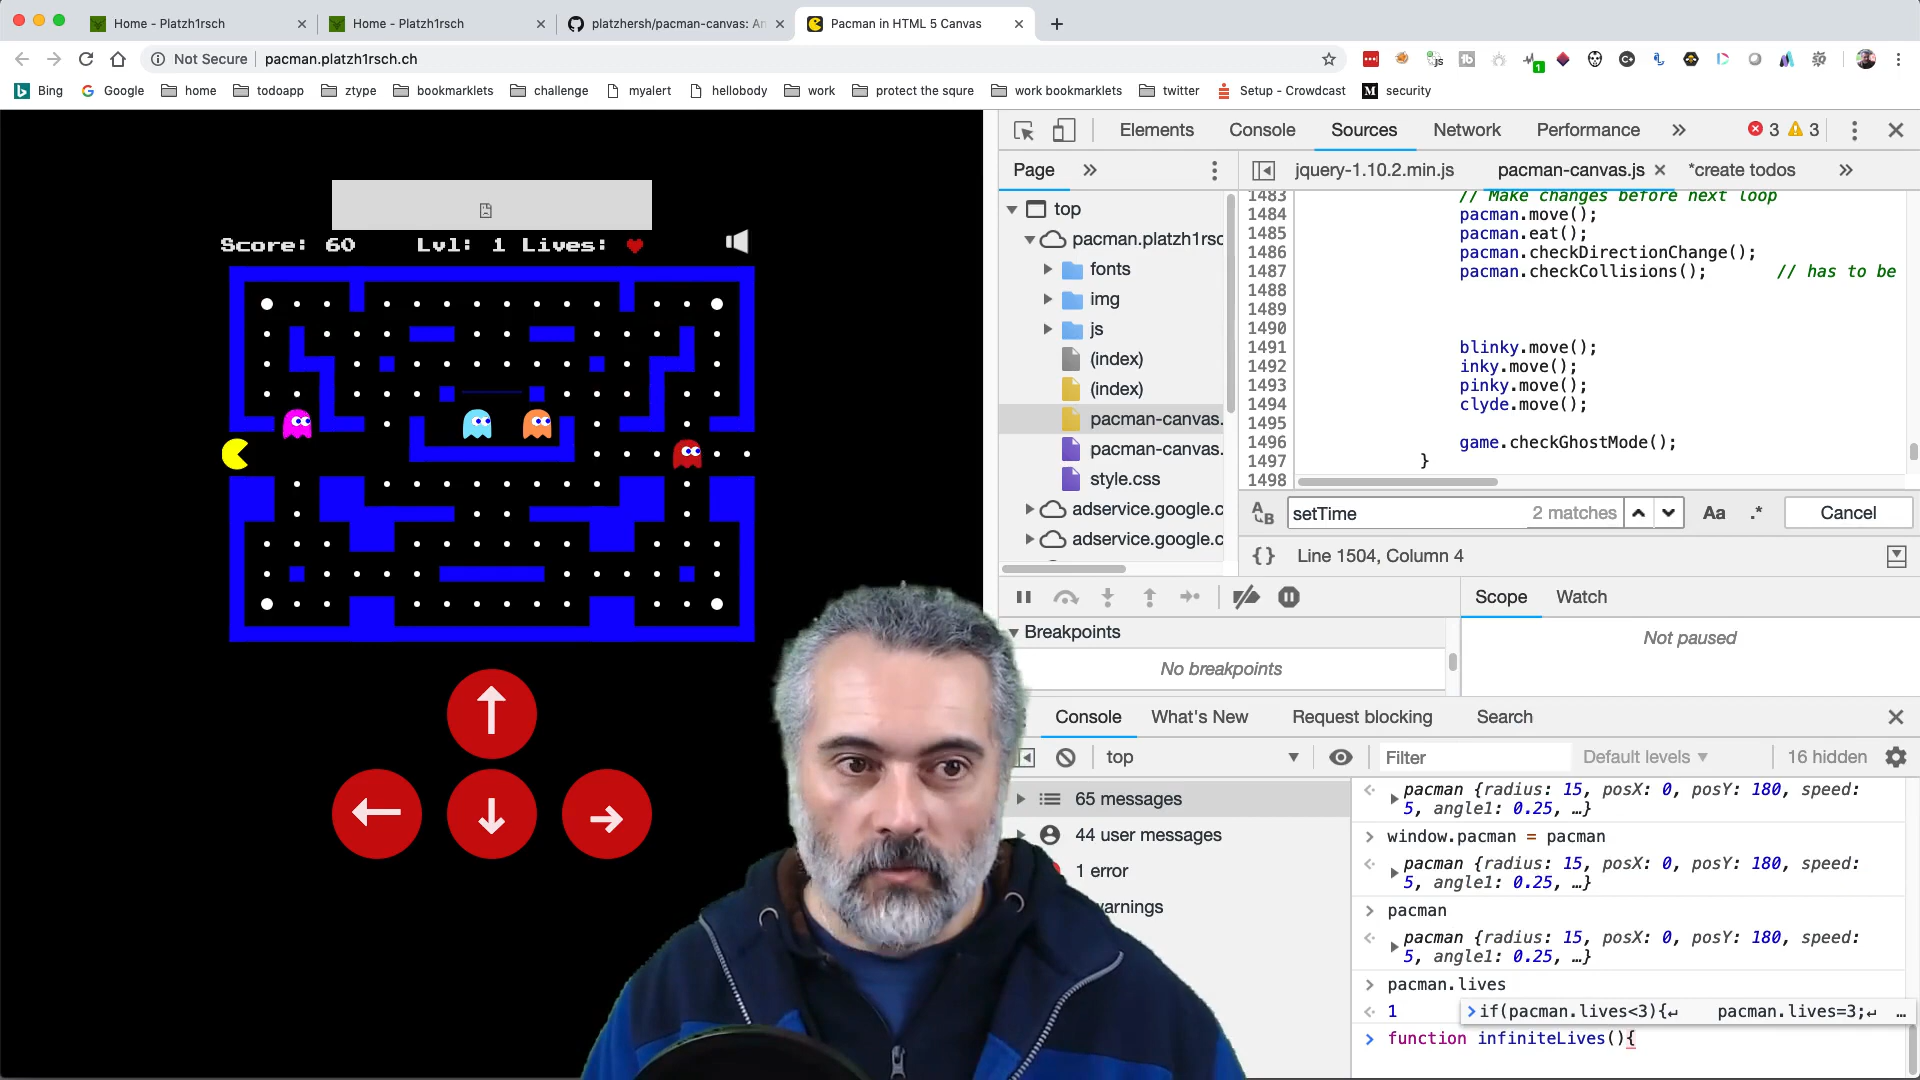 Home - Platzh1rsch
Home - Platzh1rsch
platzhersh/pacman-canvas: An
Pacman in HTML 5 Canvas
Not Secure
pacman.platzh1rsch.ch
Bing
Google
home
todoapp
ztype
bookmarklets
challenge
myalert
hellobody
work
protect the squre
work bookmarklets
twitter
Setup - Crowdcast
security
Elements Console Sources Network Performance » 3 3
Page »
jquery-1.10.2.min.js pacman-canvas.js *create todos »
top
pacman.platzh1rsc
fonts
img
js
(index)
(index)
pacman-canvas.
pacman-canvas.
style.css
adservice.google.c
adservice.google.c
1483 // Make changes before next loop
1484 pacman.move();
1485 pacman.eat();
1486 pacman.checkDirectionChange();
1487 pacman.checkCollisions(); // has to be
1488
1489
1490
1491 blinky.move();
1492 inky.move();
1493 pinky.move();
1494 clyde.move();
1495
1496 game.checkGhostMode();
1497 }
1498
setTime 2 matches Aa .* Cancel
{} Line 1504, Column 4
Score: 60 Lvl: 1 Lives:
Scope Watch
Breakpoints
No breakpoints
Not paused
Console What's New Request blocking Search
top
Filter
Default levels
16 hidden
65 messages
44 user messages
1 error
warnings
pacman {radius: 15, posX: 0, posY: 180, speed:
5, angle1: 0.25, …}
window.pacman = pacman
pacman {radius: 15, posX: 0, posY: 180, speed:
5, angle1: 0.25, …}
pacman
pacman {radius: 15, posX: 0, posY: 180, speed:
5, angle1: 0.25, …}
pacman.lives
1
if(pacman.lives<3){↵ pacman.lives=3;↵ …
function infiniteLives(){